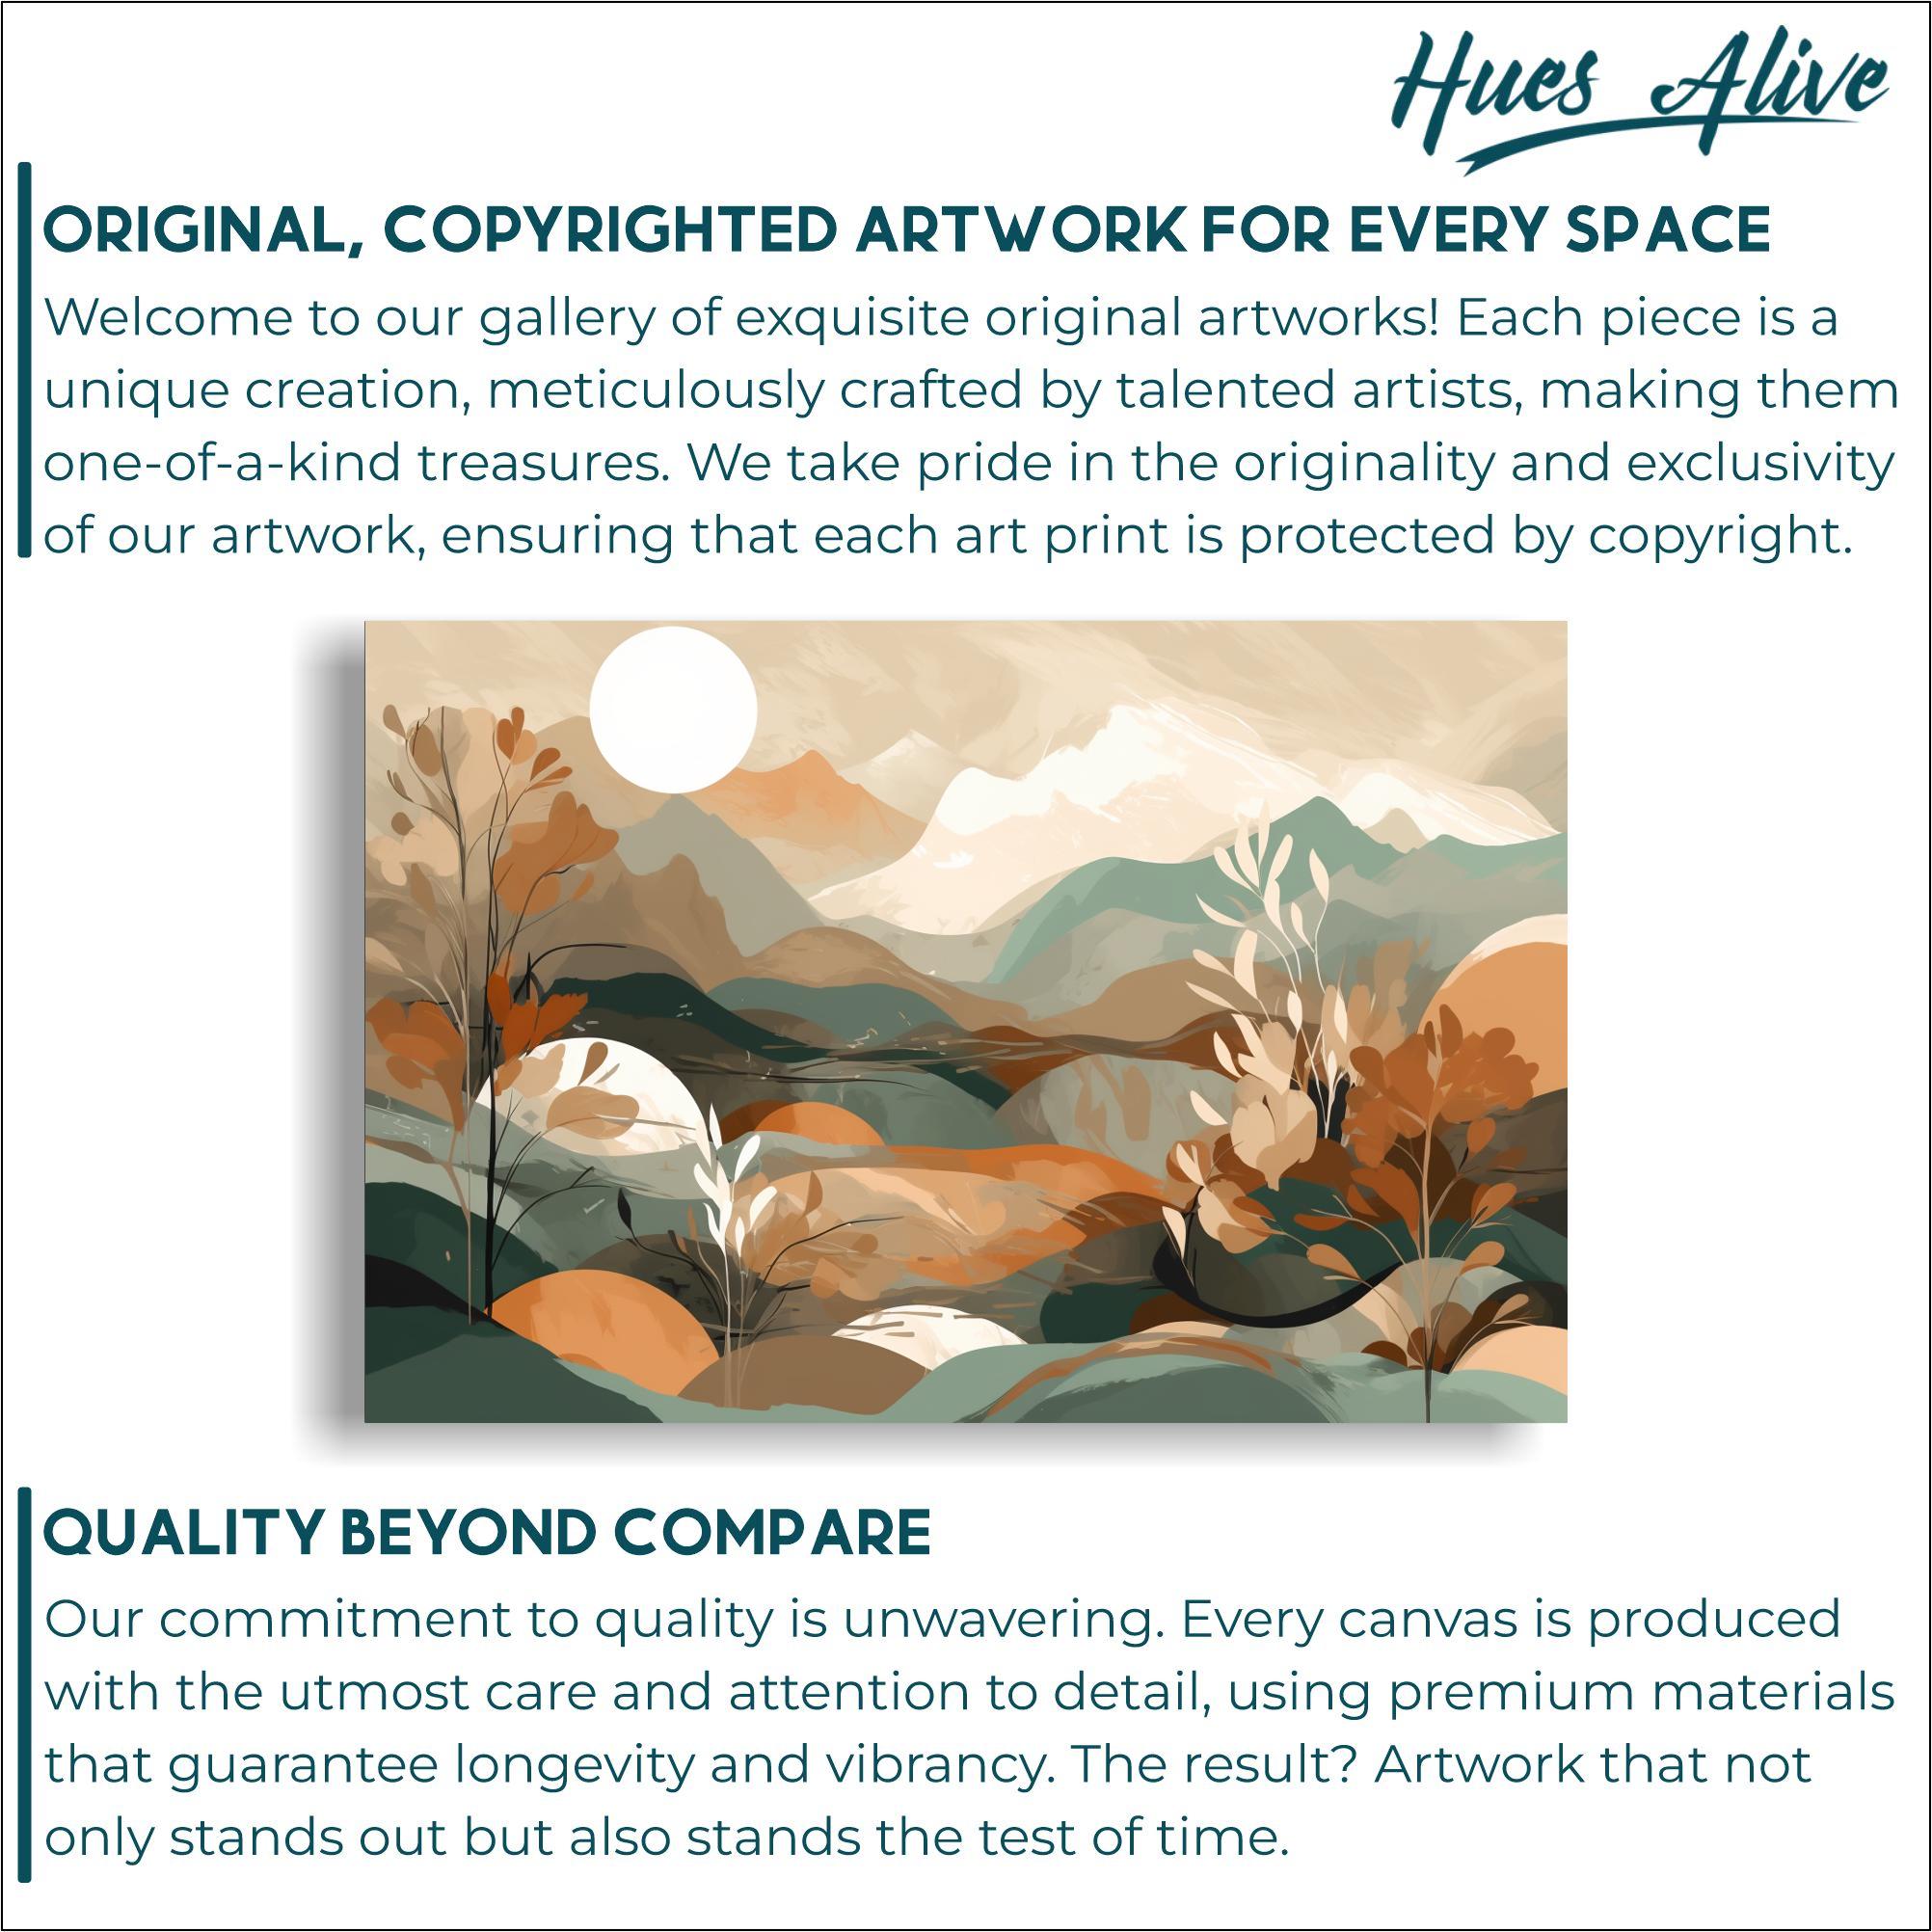 Hues Alive
ORIGINAL, COPYRIGHTED ARTWORK FOR EVERY SPACE
Welcome to our gallery of exquisite original artworks! Each piece is a
unique creation, meticulously crafted by talented artists, making them
one-of-a-kind treasures. We take pride in the originality and exclusivity
of our artwork, ensuring that each art print is protected by copyright.
QUALITY BEYOND COMPARE
Our commitment to quality is unwavering. Every canvas is produced
with the utmost care and attention to detail, using premium materials
that guarantee longevity and vibrancy. The result? Artwork that not
only stands out but also stands the test of time.